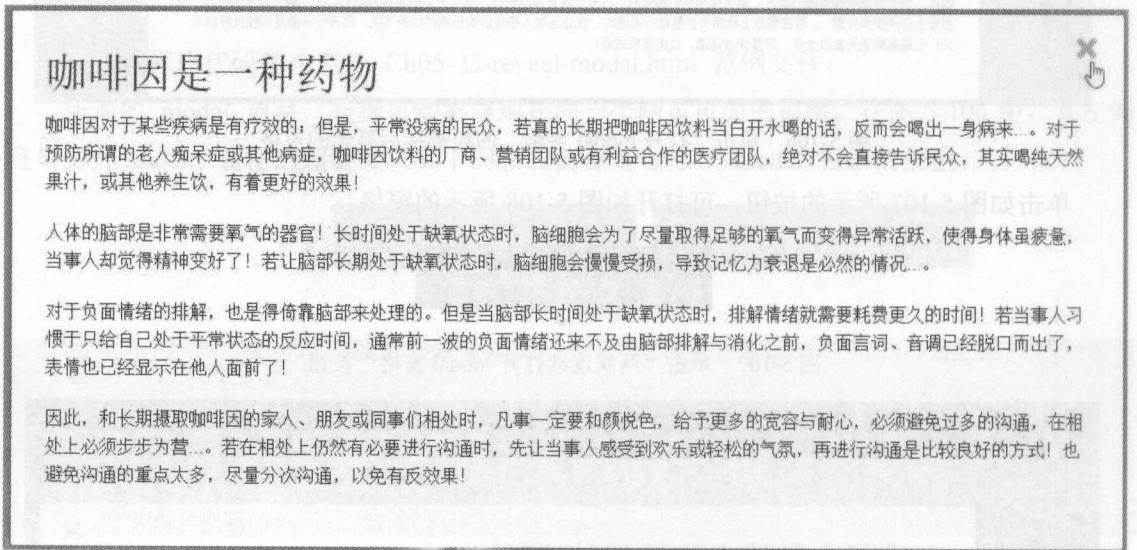 咖啡因是一种药物
咖啡因对于某些疾病是有疗效的；但是，平常没病的民众，若真的长期把咖啡因饮料当白开水喝的话，反而会喝出一身病来...。对于
预防所谓的老人痴呆症或其他病症，咖啡因饮料的厂商、营销团队或有利益合作的医疗团队，绝对不会直接告诉民众，其实喝纯天然
果汁，或其他养生饮，有着更好的效果！
人体的脑部是非常需要氧气的器官！长时间处于缺氧状态时，脑细胞会为了尽量取得足够的氧气而变得异常活跃，使得身体虽疲惫，
当事人却觉得精神变好了！若让脑部长期处于缺氧状态时，脑细胞会慢慢受损，导致记忆力衰退是必然的情况...。
对于负面情绪的排解，也是得倚靠脑部来处理的。但是当脑部长时间处于缺氧状态时，排解情绪就需要耗费更久的时间！若当事人习
惯于只给自己处于平常状态的反应时间，通常前一波的负面情绪还来不及由脑部排解与消化之前，负面言词、音调已经脱口而出了，
表情也已经显示在他人面前了！
因此，和长期摄取咖啡因的家人、朋友或同事们相处时，凡事一定要和颜悦色，给予更多的宽容与耐心，必须避免过多的沟通，在相
处上必须步步为营...。若在相处上仍然有必要进行沟通时，先让当事人感受到欢乐或轻松的气氛，再进行沟通是比较良好的方式！也
避免沟通的重点太多，尽量分次沟通，以免有反效果！